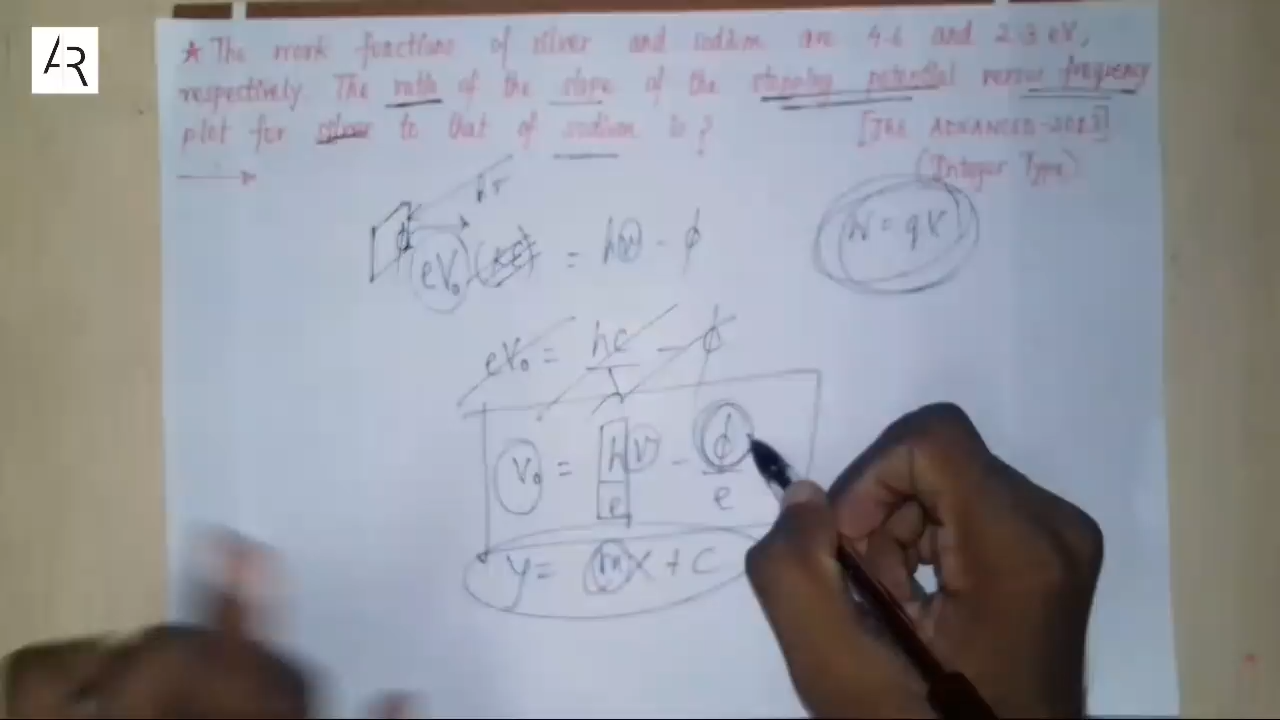 AR
★ The work functions of silver and sodium are 4.6 and 2.3 eV,
respectively. The ratio of the slope of the stopping potential versus frequency
plot for silver to that of sodium is?
[JEE ADVANCED-2013]
(Integer Type)
hν
ϕ
eV₀ (KE) = hν - ϕ
W = qV
eV₀ = hc/λ - ϕ
V₀ = h/e ν - ϕ/e
y = mx + c